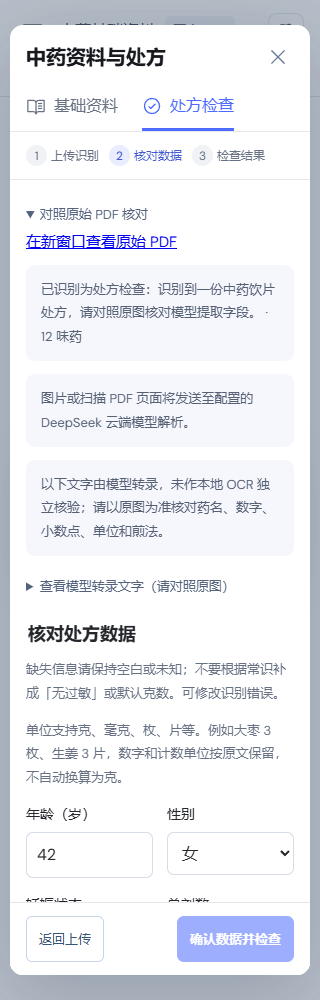 中药资料与处方
基础资料
处方检查
1 上传识别 2 核对数据 3 检查结果
▼ 对照原始 PDF 核对
在新窗口查看原始 PDF
已识别为处方检查：识别到一份中药饮片
处方，请对照原图核对模型提取字段。 ·
12 味药
图片或扫描 PDF 页面将发送至配置的
DeepSeek 云端模型解析。
以下文字由模型转录，未作本地 OCR 独
立核验；请以原图为准核对药名、数字、
小数点、单位和煎法。
▶ 查看模型转录文字（请对照原图）
核对处方数据
缺失信息请保持空白或未知；不要根据常识补
成「无过敏」或默认克数。可修改识别错误。
单位支持克、毫克、枚、片等。例如大枣 3
枚、生姜 3 片，数字和计数单位按原文保留，
不自动换算为克。
年龄（岁） 性别
42 女
返回上传 确认数据并检查